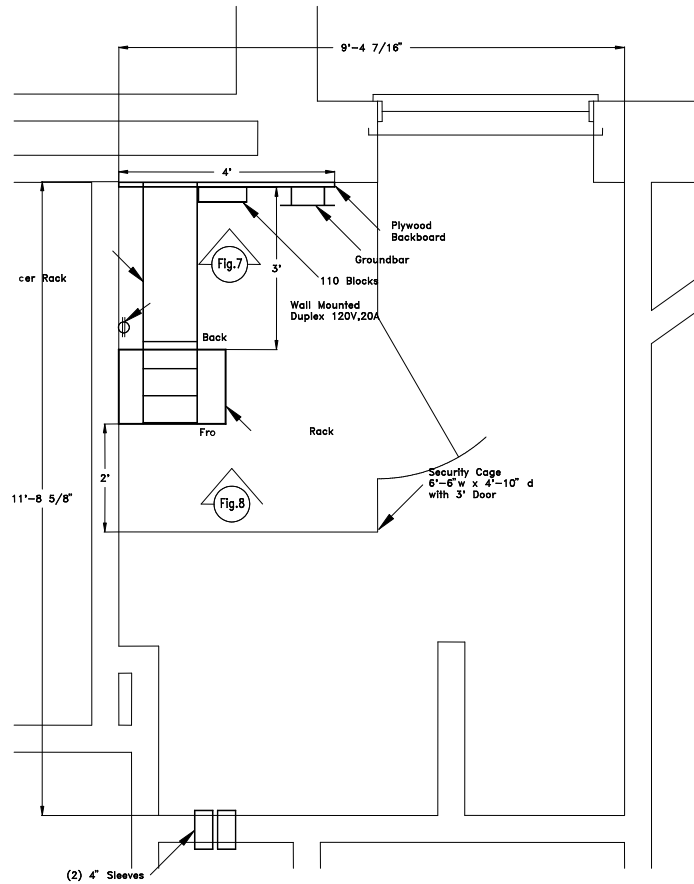 9'-4 7/16"
4'
Plywood
Backboard
Groundbar
Fig.7
3'
cer Rack
110 Blocks
Wall Mounted
Duplex 120V,20A
Back
Fro
Rack
2'
Security Cage
6'-6"w x 4'-10" d
with 3' Door
11'-8 5/8"
Fig.8
(2) 4" Sleeves